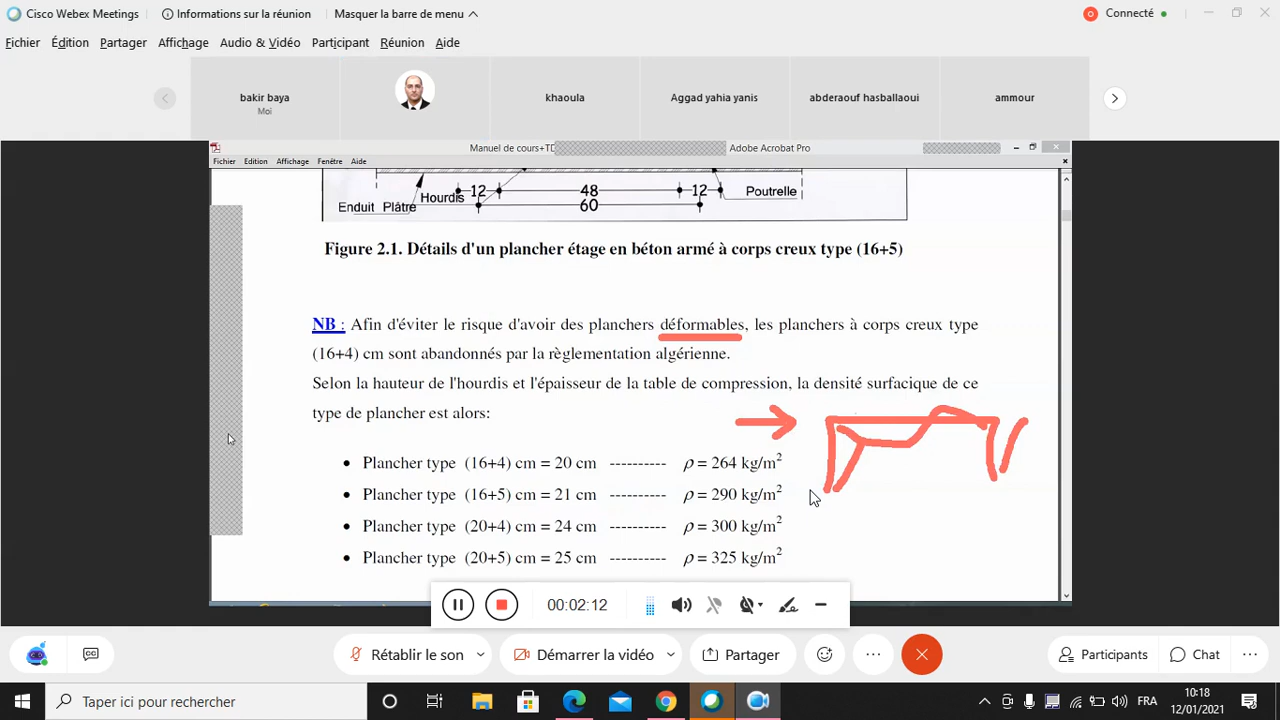 Cisco Webex Meetings
Informations sur la réunion
Masquer la barre de menu
Connecté
Fichier Édition Partager Affichage Audio & Vidéo Participant Réunion Aide
bakir baya
Moi
khaoula
Aggad yahia yanis
abderaouf hasballaoui
ammour
Manuel de cours+TD
Adobe Acrobat Pro
Fichier Edition Affichage Fenêtre Aide
12 48 12 Poutrelle
Hourdis
Enduit Plâtre 60
Figure 2.1. Détails d'un plancher étage en béton armé à corps creux type (16+5)
NB : Afin d'éviter le risque d'avoir des planchers déformables, les planchers à corps creux type
(16+4) cm sont abandonnés par la règlementation algérienne.
Selon la hauteur de l'hourdis et l'épaisseur de la table de compression, la densité surfacique de ce
type de plancher est alors:
• Plancher type (16+4) cm = 20 cm ---------- ρ = 264 kg/m²
• Plancher type (16+5) cm = 21 cm ---------- ρ = 290 kg/m²
• Plancher type (20+4) cm = 24 cm ---------- ρ = 300 kg/m²
• Plancher type (20+5) cm = 25 cm ---------- ρ = 325 kg/m²
00:02:12
Rétablir le son
Démarrer la vidéo
Partager
Participants
Chat
Taper ici pour rechercher
FRA
10:18
12/01/2021